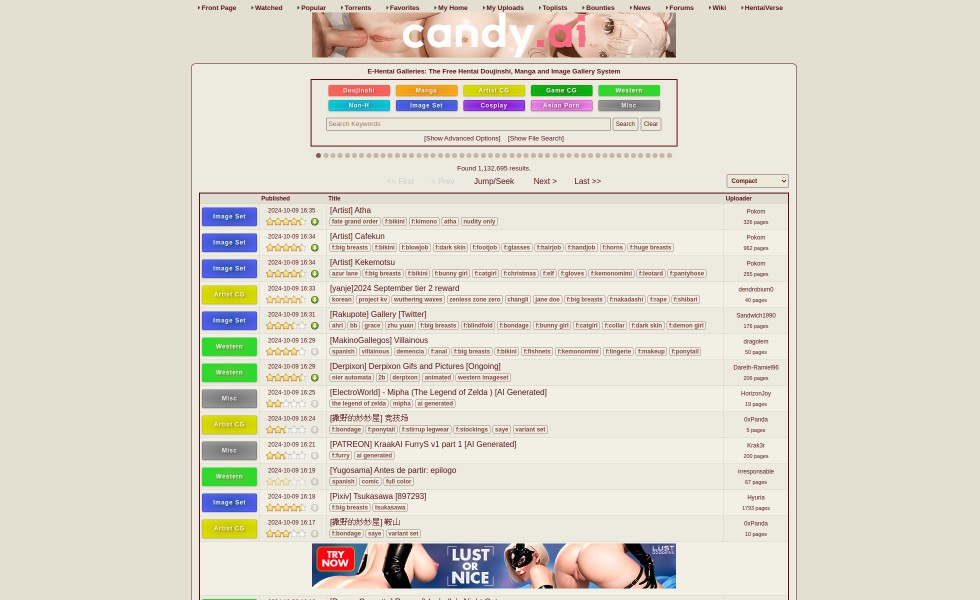 Front Page Watched Popular Torrents Favorites My Home My Uploads Toplists Bounties News Forums Wiki HentaiVerse
candy.ai
E-Hentai Galleries: The Free Hentai Doujinshi, Manga and Image Gallery System
Doujinshi Manga Artist CG Game CG Western
Non-H Image Set Cosplay Asian Porn Misc
Search Keywords Search Clear
[Show Advanced Options] [Show File Search]
Found 1,132,695 results.
<< First < Prev Jump/Seek Next > Last >> Compact
Published Title Uploader
Image Set 2024-10-09 16:35 [Artist] Atha Pokom
fate grand order f:bikini f:kimono atha nudity only 326 pages
Image Set 2024-10-09 16:34 [Artist] Cafekun Pokom
f:big breasts f:bikini f:blowjob f:dark skin f:footjob f:glasses f:hairjob f:handjob f:horns f:huge breasts 962 pages
Image Set 2024-10-09 16:34 [Artist] Kekemotsu Pokom
azur lane f:big breasts f:bikini f:bunny girl f:catgirl f:christmas f:elf f:gloves f:kemonomimi f:leotard f:pantyhose 255 pages
Artist CG 2024-10-09 16:33 [yanje]2024 September tier 2 reward dendrobium0
korean project kv wuthering waves zenless zone zero changli jane doe f:big breasts f:nakadashi f:rape f:shibari 40 pages
Image Set 2024-10-09 16:31 [Rakupote] Gallery [Twitter] Sandwich1990
ahri bb grace zhu yuan f:big breasts f:blindfold f:bondage f:bunny girl f:catgirl f:collar f:dark skin f:demon girl 176 pages
Western 2024-10-09 16:29 [MakinoGallegos] Villainous dragolem
spanish villainous demencia f:anal f:big breasts f:bikini f:fishnets f:kemonomimi f:lingerie f:makeup f:ponytail 50 pages
Western 2024-10-09 16:29 [Derpixon] Derpixon Gifs and Pictures [Ongoing] Dareth-Ramiel96
nier automata 2b derpixon animated western imageset 206 pages
Misc 2024-10-09 16:25 [ElectroWorld] - Mipha (The Legend of Zelda ) [AI Generated] HorizonJoy
the legend of zelda mipha ai generated 19 pages
Artist CG 2024-10-09 16:24 [撒野的妙妙屋] 竞技场 0xPanda
f:bondage f:ponytail f:stirrup legwear f:stockings saye variant set 5 pages
Misc 2024-10-09 16:21 [PATREON] KraakAI FurryS v1 part 1 [AI Generated] Krak3r
f:furry ai generated 200 pages
Western 2024-10-09 16:19 [Yugosama] Antes de partir: epilogo irresponsable
spanish comic full color 67 pages
Image Set 2024-10-09 16:18 [Pixiv] Tsukasawa [897293] Hyuria
f:big breasts tsukasawa 1793 pages
Artist CG 2024-10-09 16:17 [撒野的妙妙屋] 鞍山 0xPanda
f:bondage saye variant set 10 pages
TRY NOW LUST OR NICE LUST GODDESS